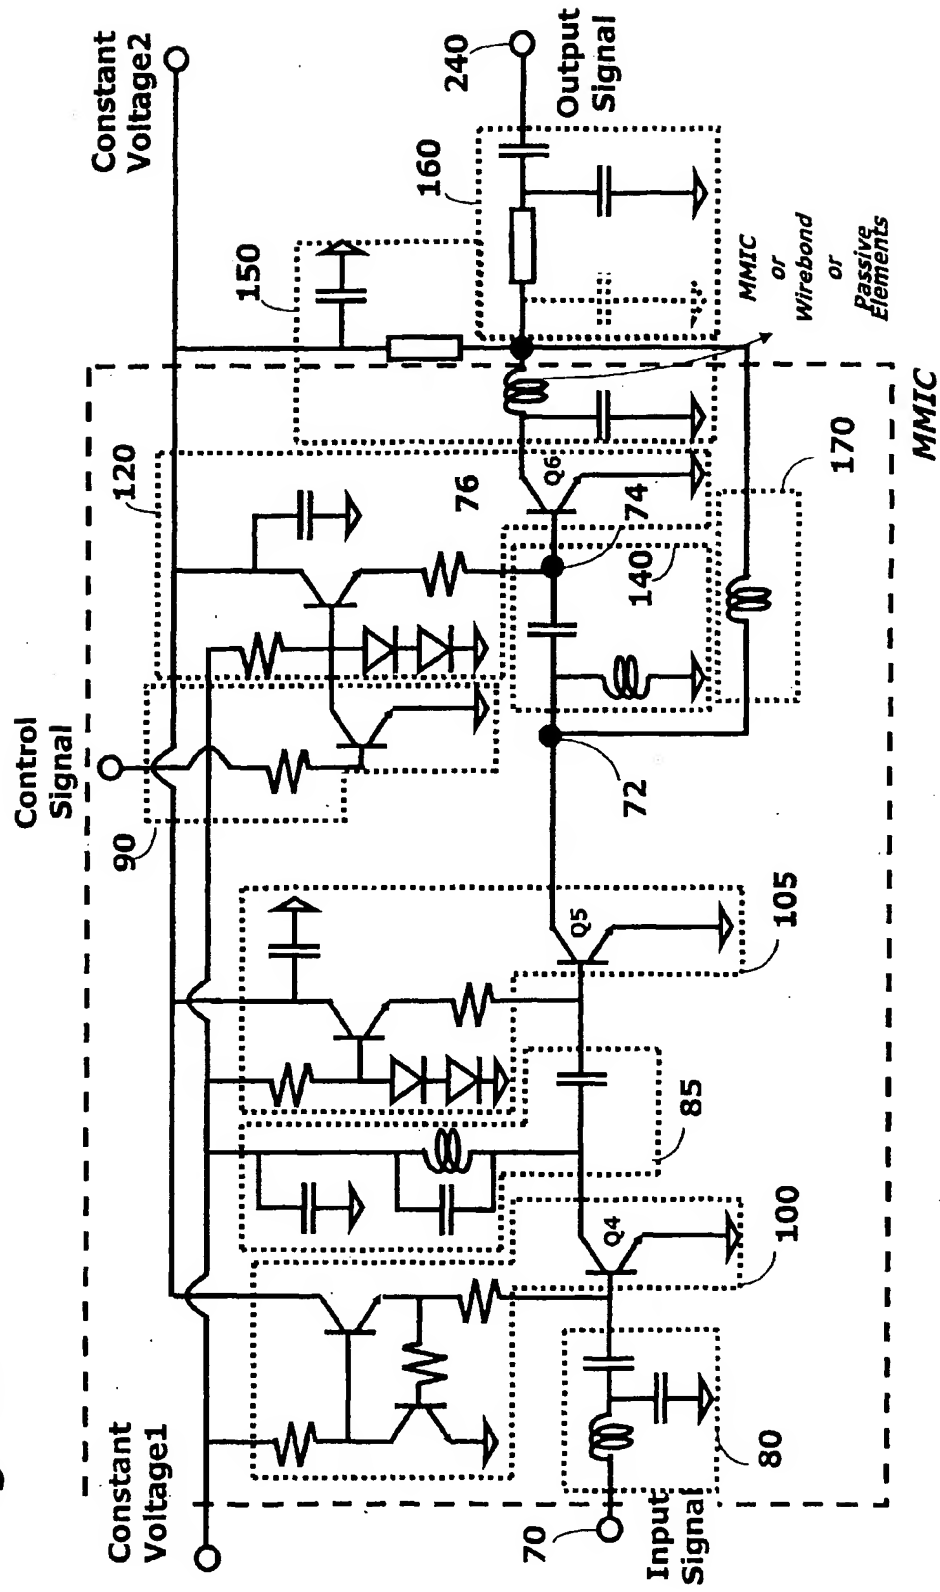 Constant
Voltage1
Constant
Voltage2
Control
Signal
90
120
150
160
240
Output
Signal
76
Q6
74
140
72
Q5
105
85
Q4
100
80
70
Input
Signal
170
MMIC
or
Wirebond
or
Passive
Elements
MMIC